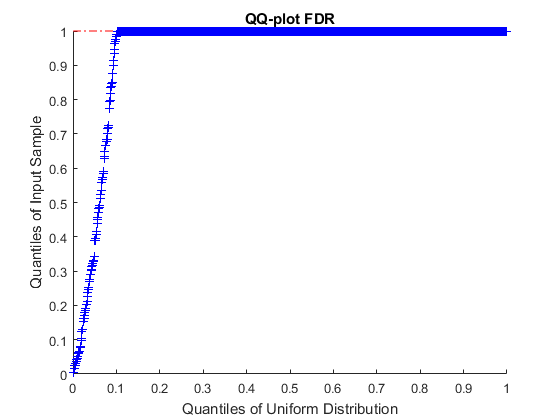 QQ-plot FDR
1
0.9
0.8
0.7
0.6
0.5
0.4
0.3
0.2
0.1
0
Quantiles of Input Sample
0 0.1 0.2 0.3 0.4 0.5 0.6 0.7 0.8 0.9 1
Quantiles of Uniform Distribution